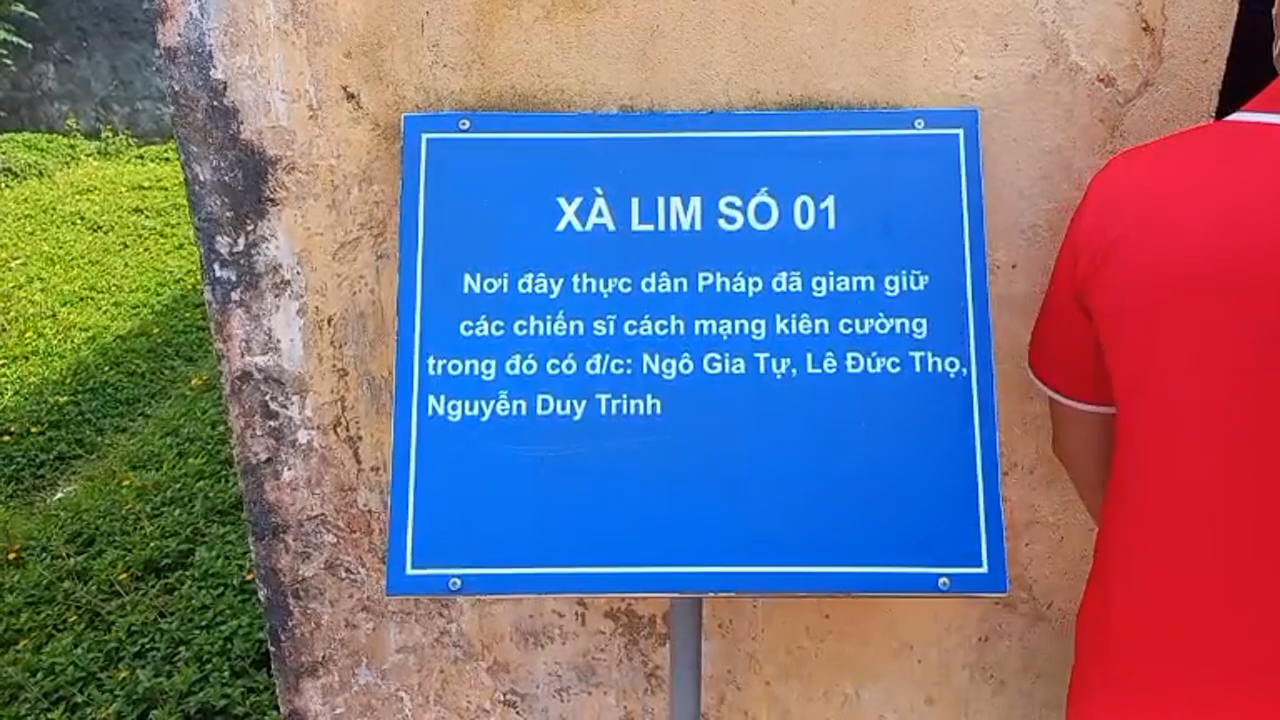 XÀ LIM SỐ 01
Nơi đây thực dân Pháp đã giam giữ
các chiến sĩ cách mạng kiên cường
trong đó có đ/c: Ngô Gia Tự, Lê Đức Thọ,
Nguyễn Duy Trinh